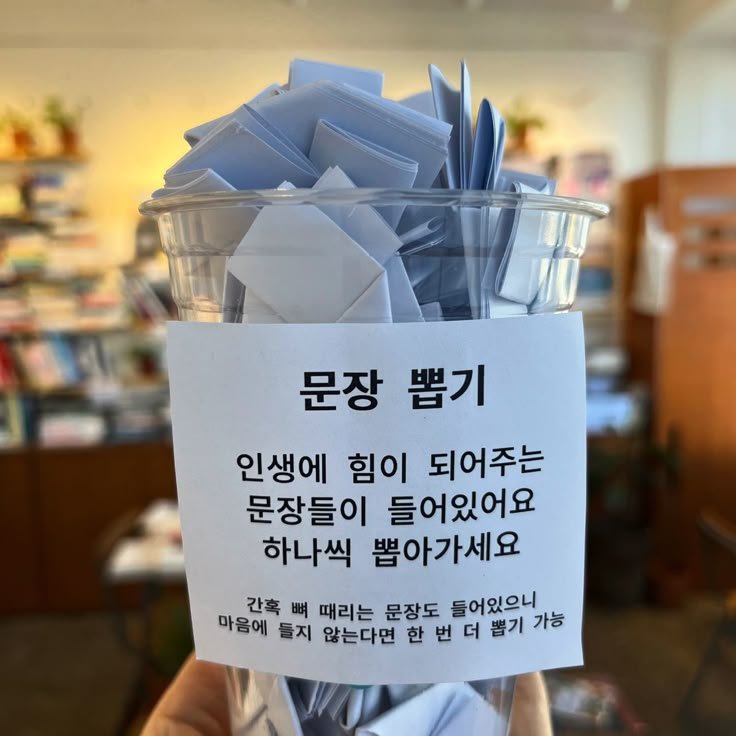 문장 뽑기
인생에 힘이 되어주는
문장들이 들어있어요
하나씩 뽑아가세요
간혹 뼈 때리는 문장도 들어있으니
마음에 들지 않는다면 한 번 더 뽑기 가능